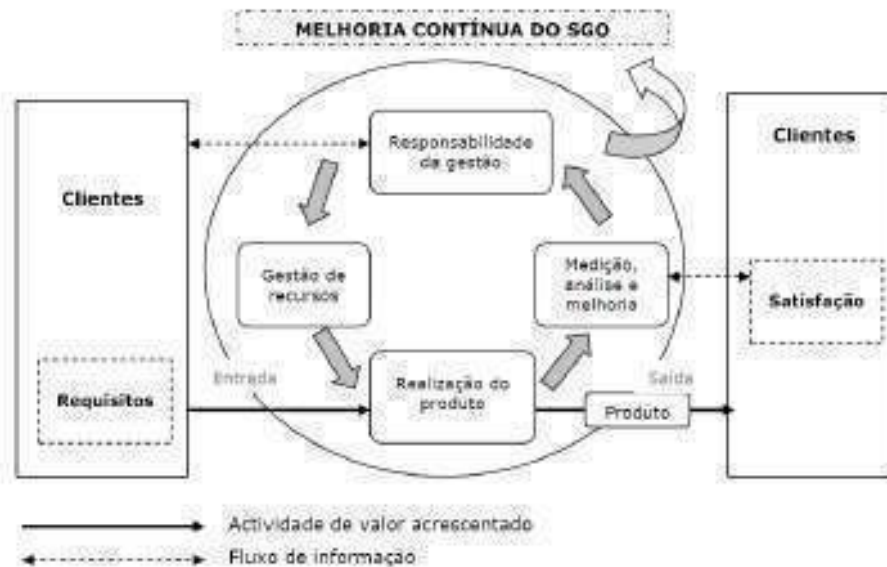 MELHORIA CONTÍNUA DO SGO
Clientes
Responsabilidade
da gestão
Clientes
Gestão de
recursos
Medição,
análise e
melhoria
Satisfação
Entrada
Saída
Requisitos
Realização do
produto
Produto
Actividade de valor acrescentado
Fluxo de informação